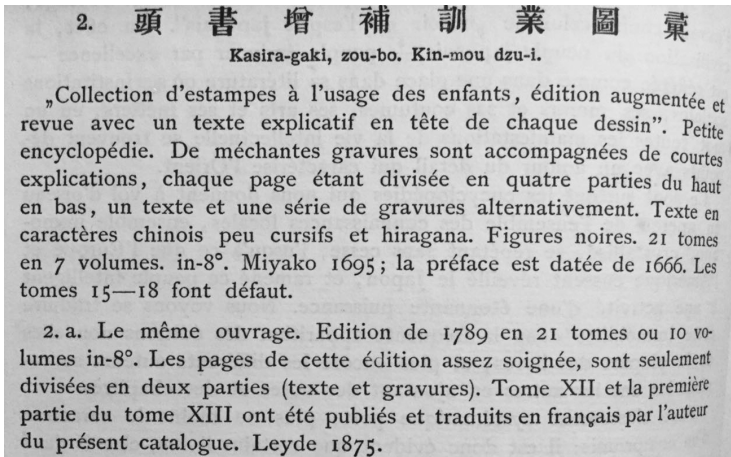 2. 頭書增補訓業圖彙
Kasira-gaki, zou-bo. Kin-mou dzu-i.
„Collection d'estampes à l'usage des enfants, édition augmentée et
revue avec un texte explicatif en tête de chaque dessin”. Petite
encyclopédie. De méchantes gravures sont accompagnées de courtes
explications, chaque page étant divisée en quatre parties du haut
en bas, un texte et une série de gravures alternativement. Texte en
caractères chinois peu cursifs et hiragana. Figures noires. 21 tomes
en 7 volumes. in-8°. Miyako 1695; la préface est datée de 1666. Les
tomes 15—18 font défaut.
2. a. Le même ouvrage. Edition de 1789 en 21 tomes ou 10 vo-
lumes in-8°. Les pages de cette édition assez soignée, sont seulement
divisées en deux parties (texte et gravures). Tome XII et la première
partie du tome XIII ont été publiés et traduits en français par l'auteur
du présent catalogue. Leyde 1875.